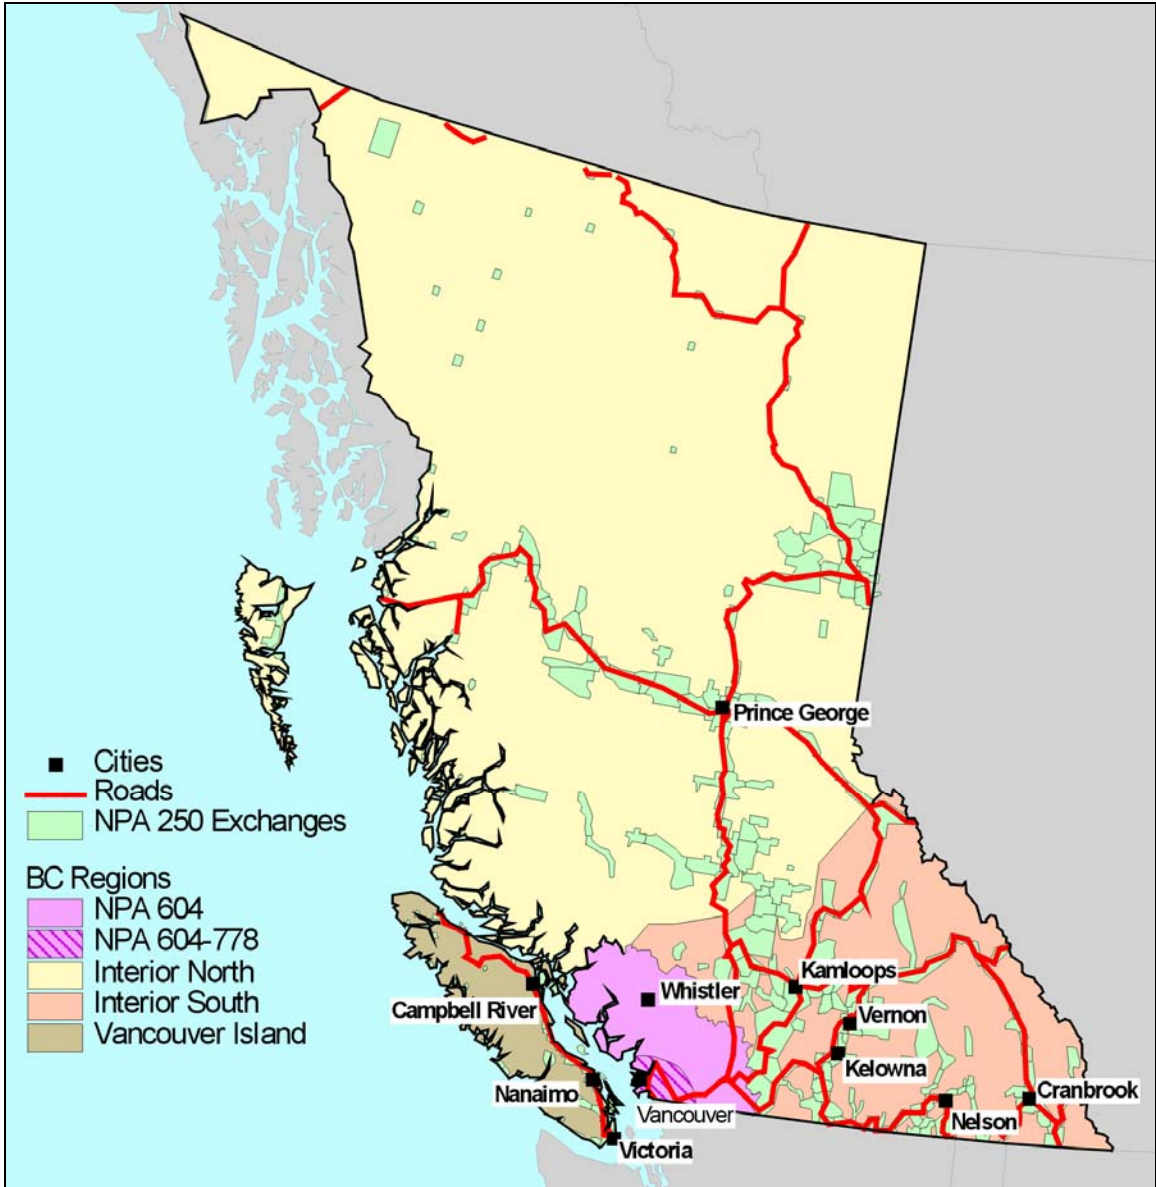 Prince George
Cities
Roads
NPA 250 Exchanges
BC Regions
NPA 604
NPA 604-778
Interior North
Interior South
Vancouver Island
Kamloops
Whistler
Campbell River
Vernon
Kelowna
Nanaimo
Cranbrook
Vancouver
Nelson
Victoria